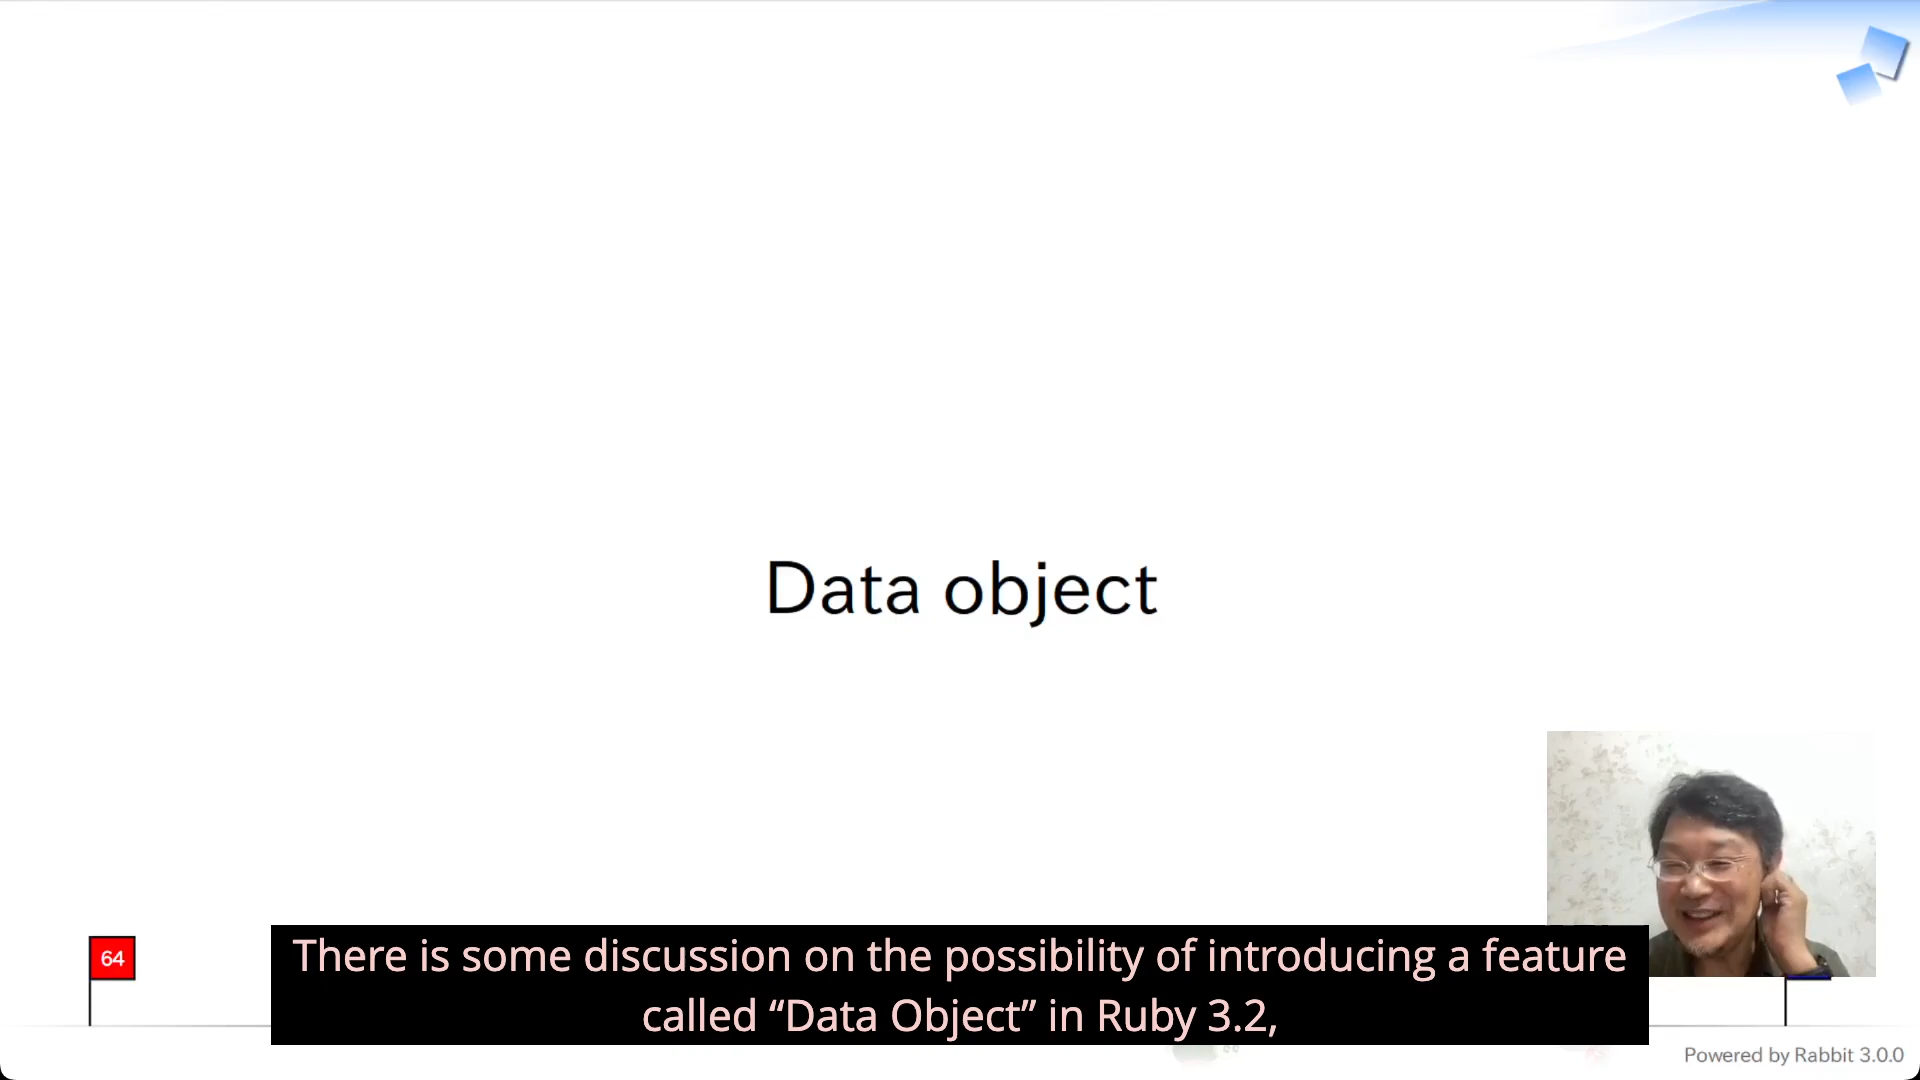 Data object
64
There is some discussion on the possibility of introducing a feature
called “Data Object” in Ruby 3.2,
Powered by Rabbit 3.0.0